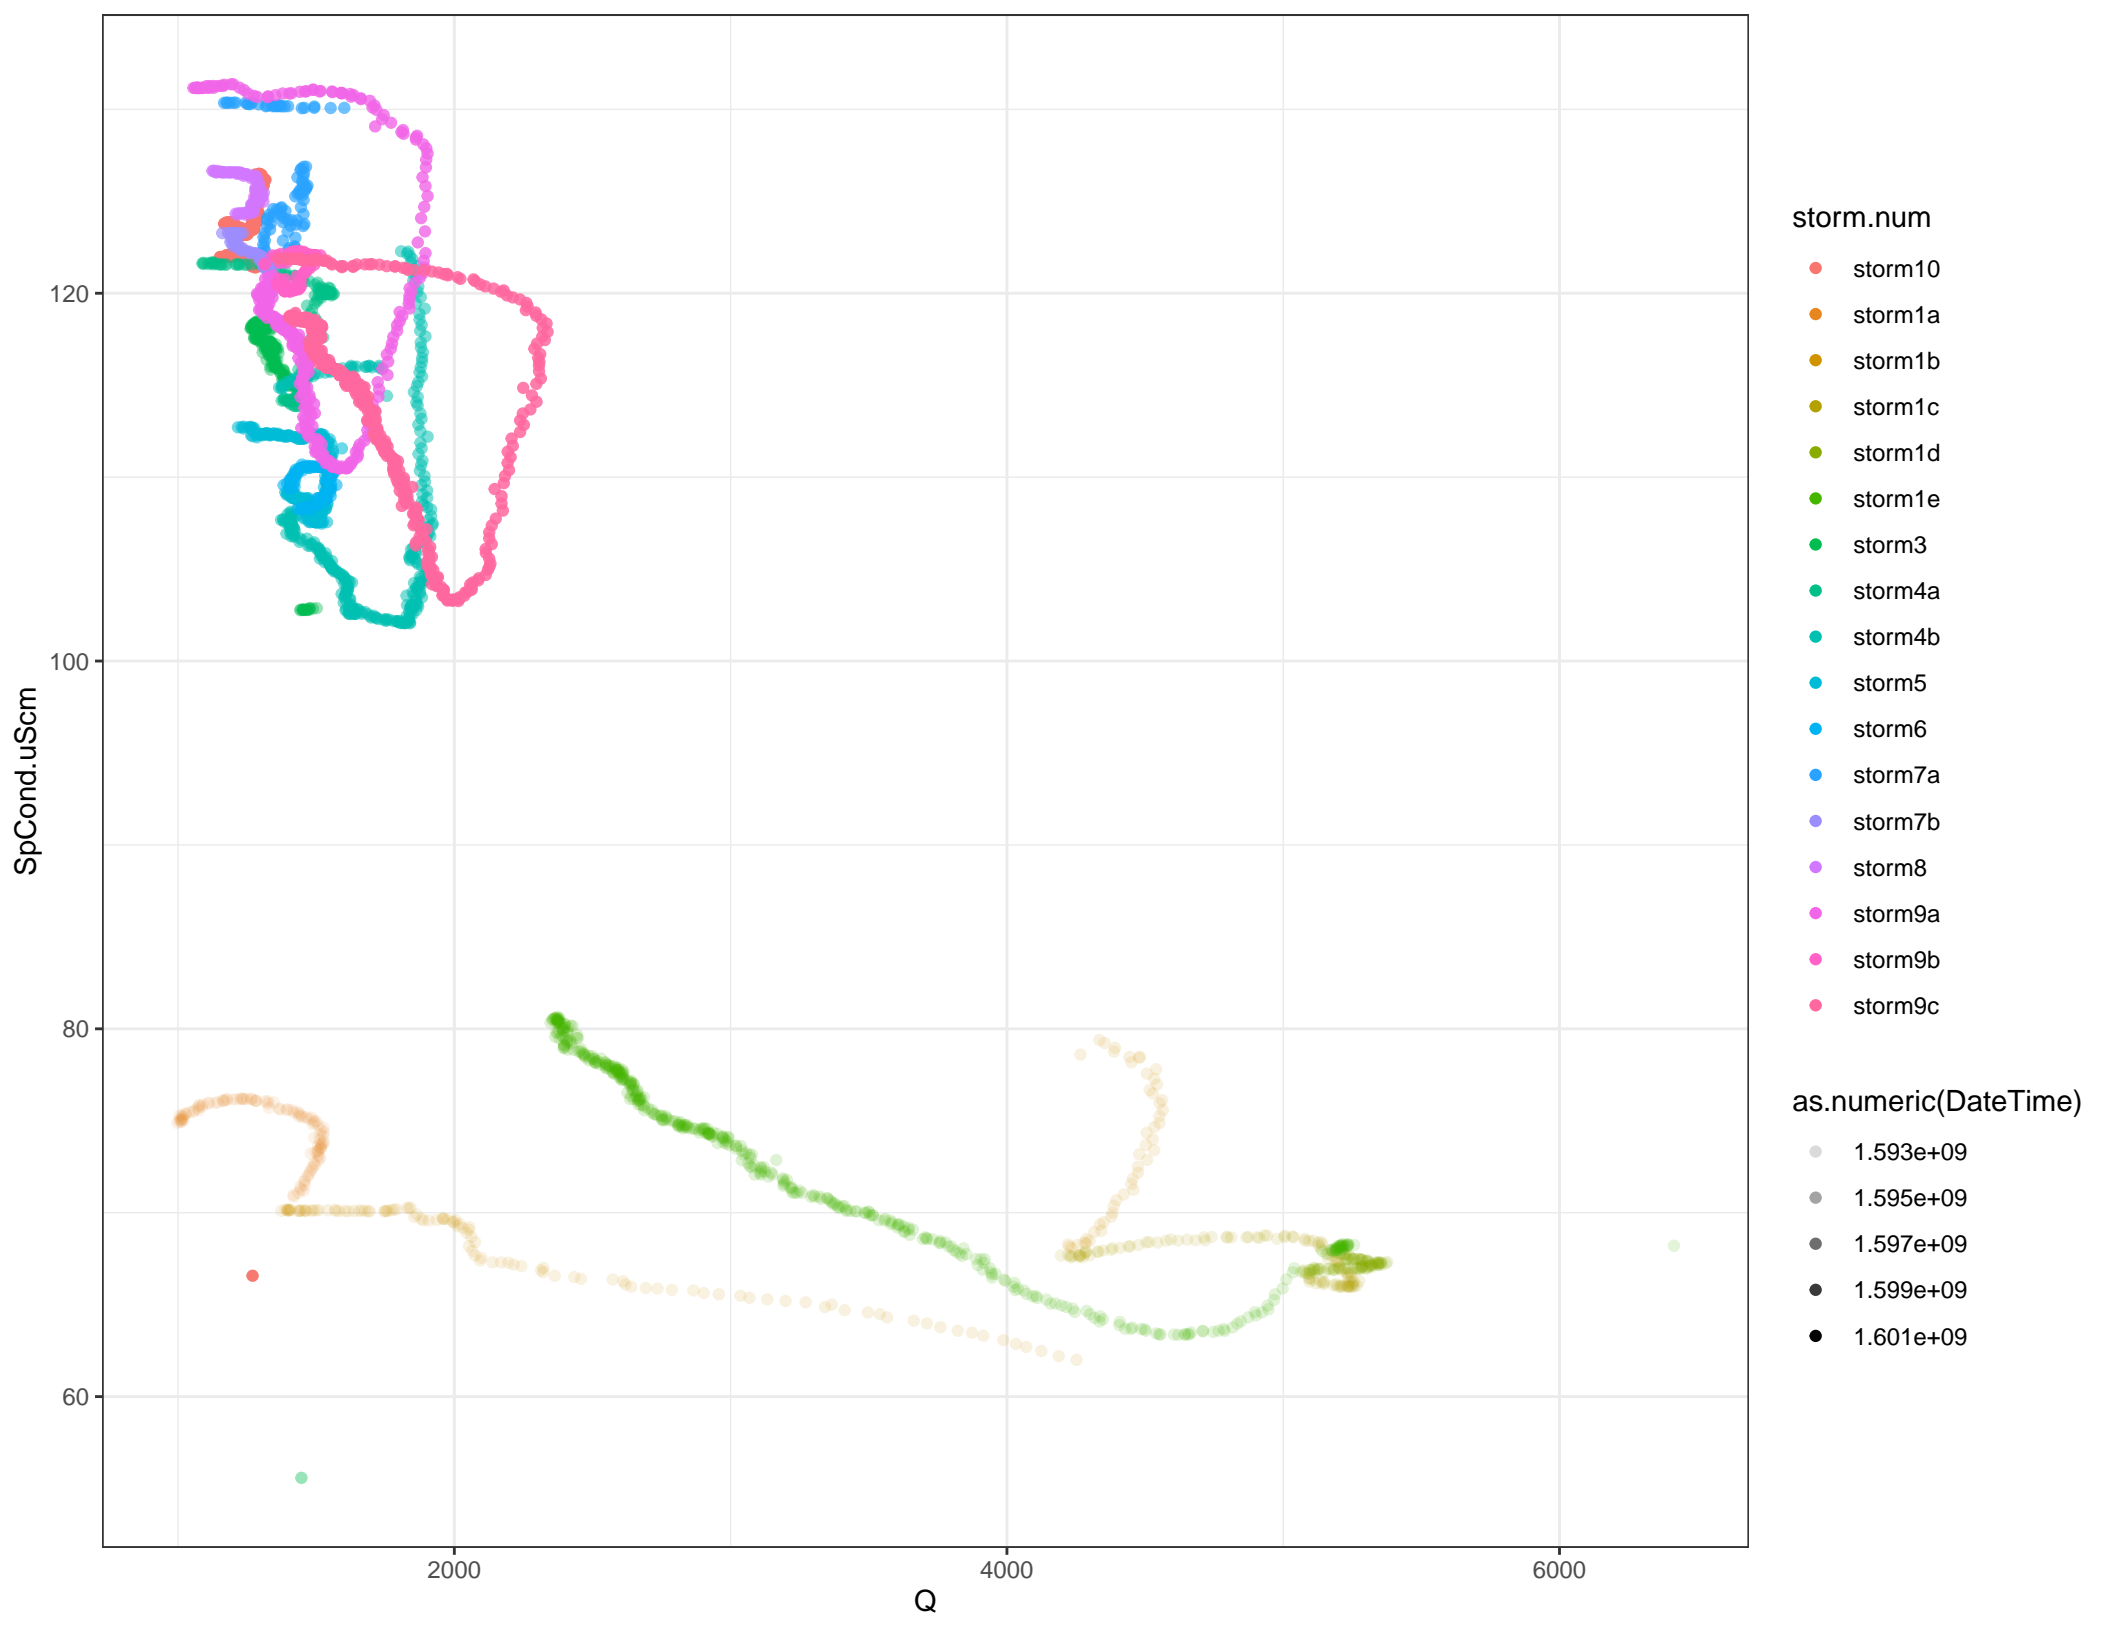 120
100
80
60
SpCond.uScm
2000
4000
6000
Q
storm.num
storm10
storm1a
storm1b
storm1c
storm1d
storm1e
storm3
storm4a
storm4b
storm5
storm6
storm7a
storm7b
storm8
storm9a
storm9b
storm9c
as.numeric(DateTime)
1.593e+09
1.595e+09
1.597e+09
1.599e+09
1.601e+09